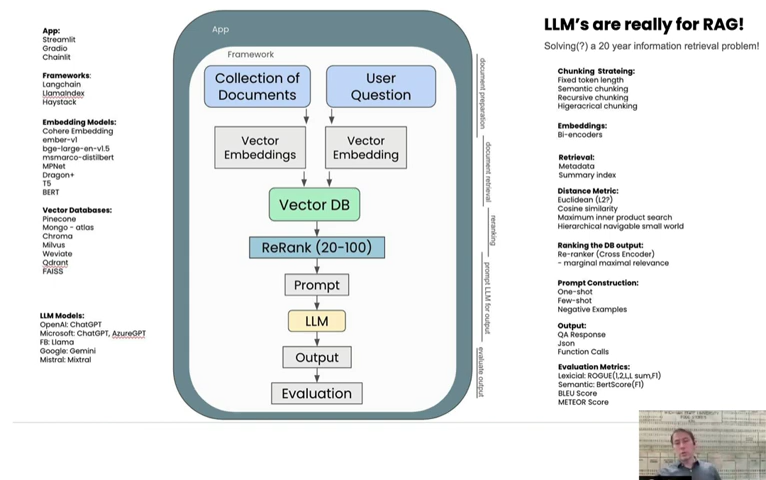 App:
Streamlit
Gradio
Chainlit
Frameworks:
Langchain
LlamaIndex
Haystack
Embedding Models:
Cohere Embedding
ember-v1
bge-large-en-v1.5
msmarco-distilbert
MPNet
Dragon+
T5
BERT
Vector Databases:
Pinecone
Mongo - atlas
Chroma
Milvus
Weviate
Qdrant
FAISS
LLM Models:
OpenAI: ChatGPT
Microsoft: ChatGPT, AzureGPT
FB: Llama
Google: Gemini
Mistral: Mixtral
App
Framework
Collection of
Documents
User
Question
Vector
Embeddings
Vector
Embedding
Vector DB
ReRank (20-100)
Prompt
LLM
Output
Evaluation
document preparation
document retrieval
reranking
prompt LLM for output
evaluate output
LLM's are really for RAG!
Solving(?) a 20 year information retrieval problem!
Chunking Strateing:
Fixed token length
Semantic chunking
Recursive chunking
Higeracrical chunking
Embeddings:
Bi-encoders
Retrieval:
Metadata
Summary index
Distance Metric:
Euclidean (L2?)
Cosine similarity
Maximum inner product search
Hierarchical navigable small world
Ranking the DB output:
Re-ranker (Cross Encoder)
- marginal maximal relevance
Prompt Construction:
One-shot
Few-shot
Negative Examples
Output:
QA Response
Json
Function Calls
Evaluation Metrics:
Lexicial: ROGUE(1,2,L,L sum,F1)
Semantic: BertScore(F1)
BLEU Score
METEOR Score